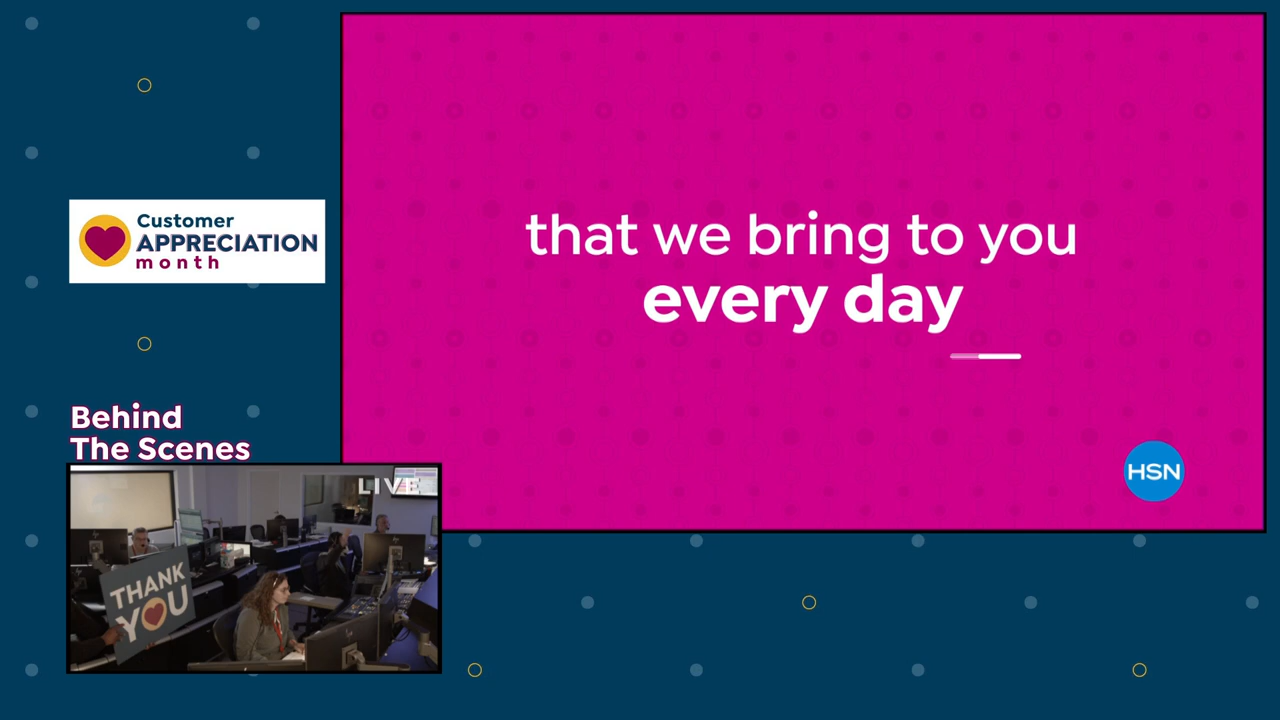 Customer
APPRECIATION
month
that we bring to you
every day
HSN
Behind
The Scenes
LIVE
THANK
YOU